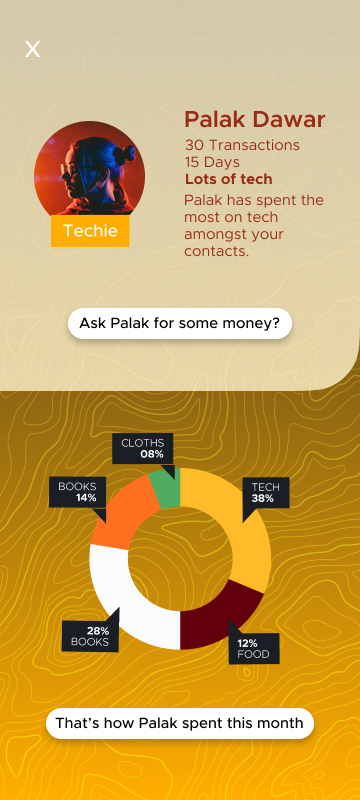 X
Palak Dawar
30 Transactions
15 Days
Lots of tech
Palak has spent the
most on tech
amongst your
contacts.
Techie
Ask Palak for some money?
CLOTHS
08%
BOOKS
14%
TECH
38%
28%
BOOKS
12%
FOOD
That's how Palak spent this month